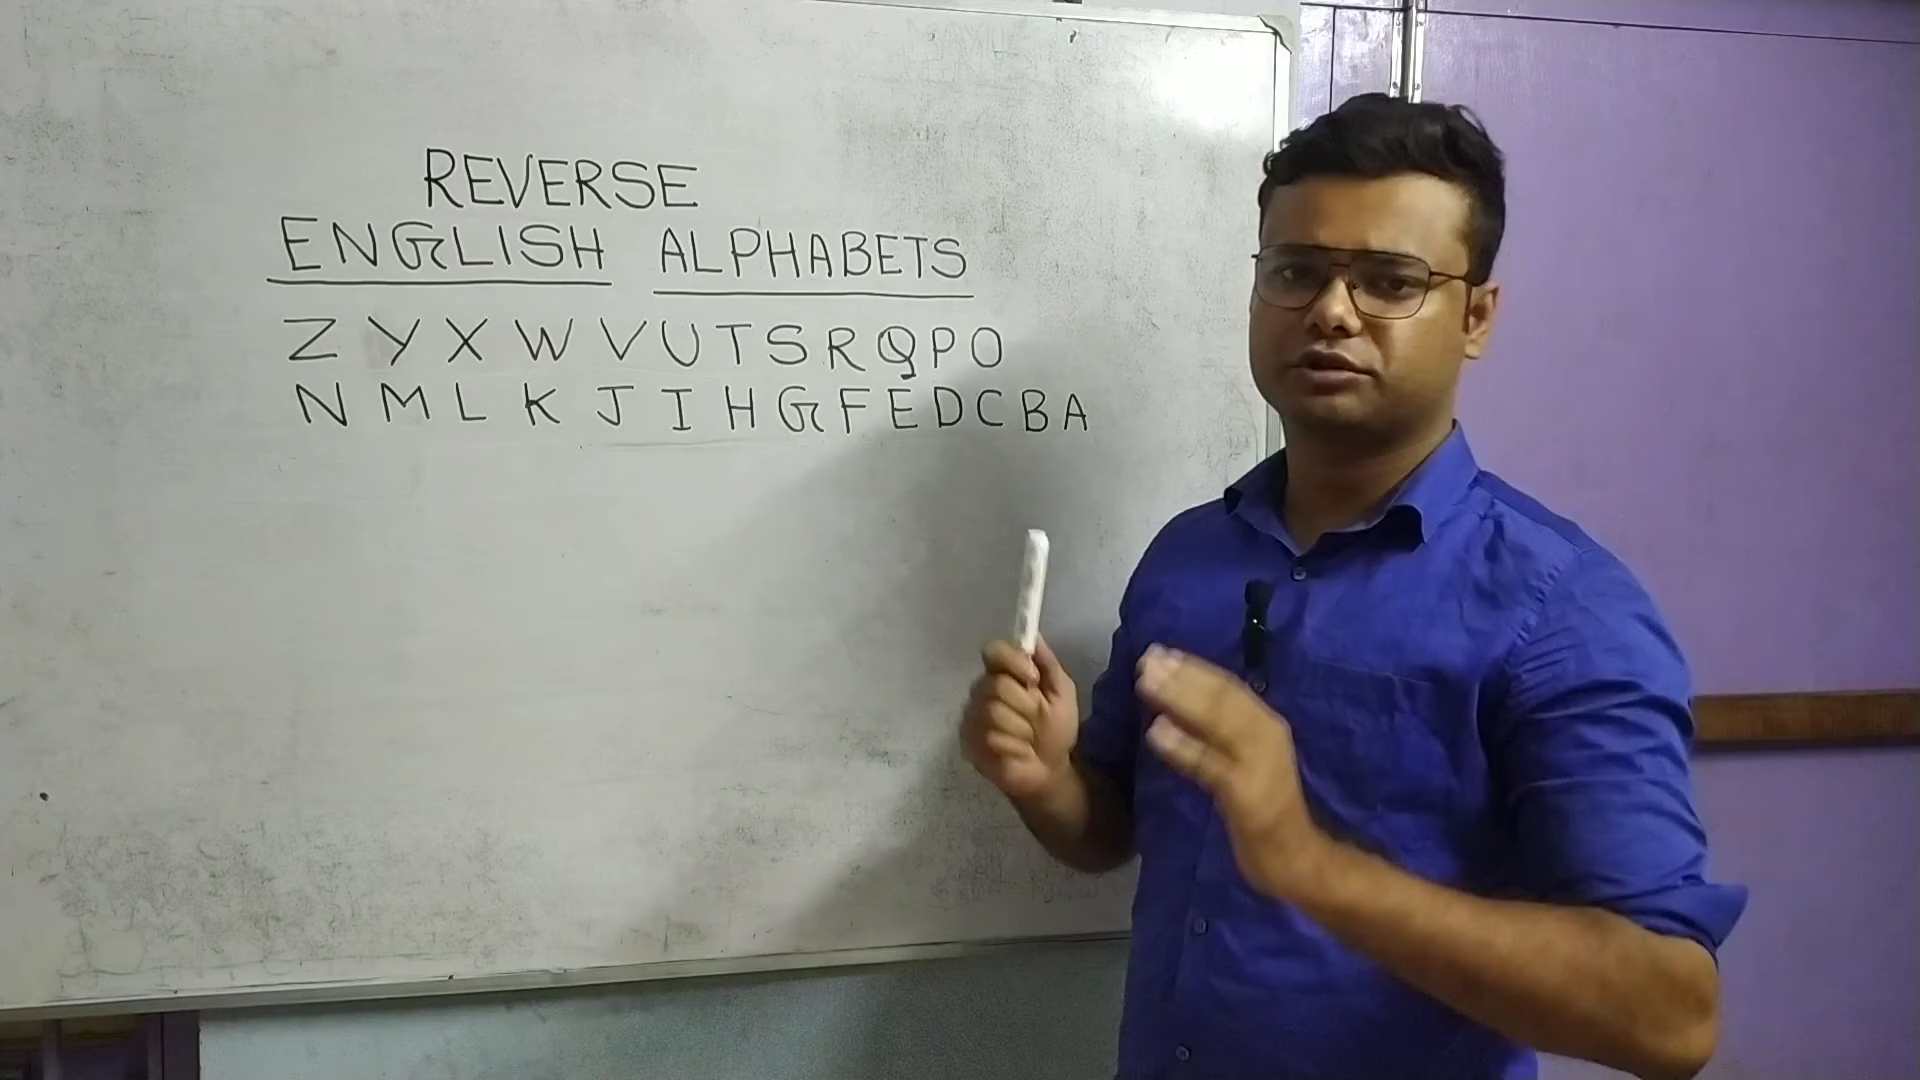 REVERSE
ENGLISH ALPHABETS
Z Y X W V U T S R Q P O
N M L K J I H G F E D C B A